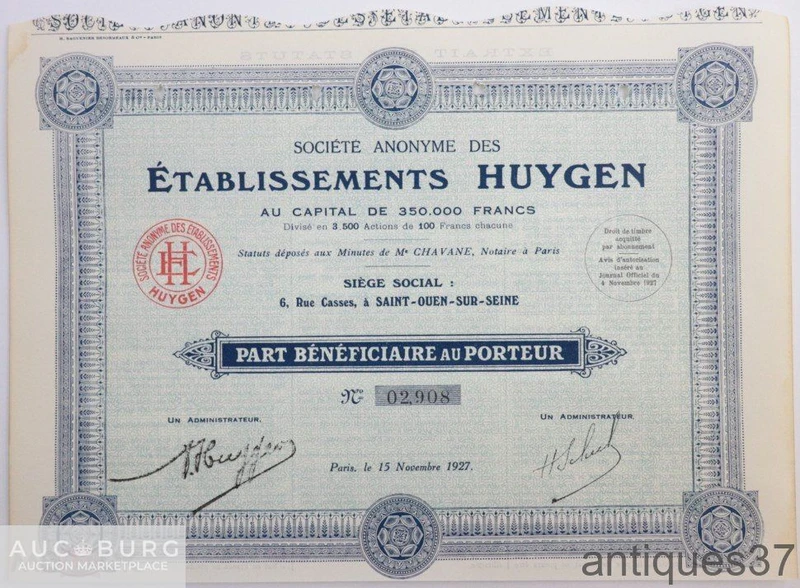 ÉTABLISSEMENTS HUYGEN
SOCIÉTÉ ANONYME DES
ÉTABLISSEMENTS HUYGEN
AU CAPITAL DE 350.000 FRANCS
Divisé en 3 500 Actions de 100 Francs chacune
Statuts déposés aux Minutes de Me CHAVANE, Notaire à Paris
SIÈGE SOCIAL :
6, Rue Casses, à SAINT-OUEN-SUR-SEINE
SOCIÉTÉ ANONYME DES ÉTABLISSEMENTS
HUYGEN
Droit de timbre
acquitté
par abonnement
Avis d'autorisation
inséré au
Journal Officiel du
4 Novembre 1927
PART BÉNÉFICIAIRE AU PORTEUR
No 02,908
UN ADMINISTRATEUR,
UN ADMINISTRATEUR,
Paris, le 15 Novembre 1927.
AUCBURG
AUCTION MARKETPLACE
antiques37